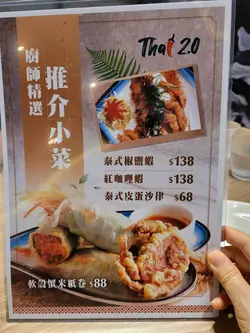 Thai 2.0
廚師精選
推介小菜
泰式椒鹽蝦 $138
紅咖哩蝦 $138
泰式皮蛋沙律 $68
軟殼蟹米紙卷 $88